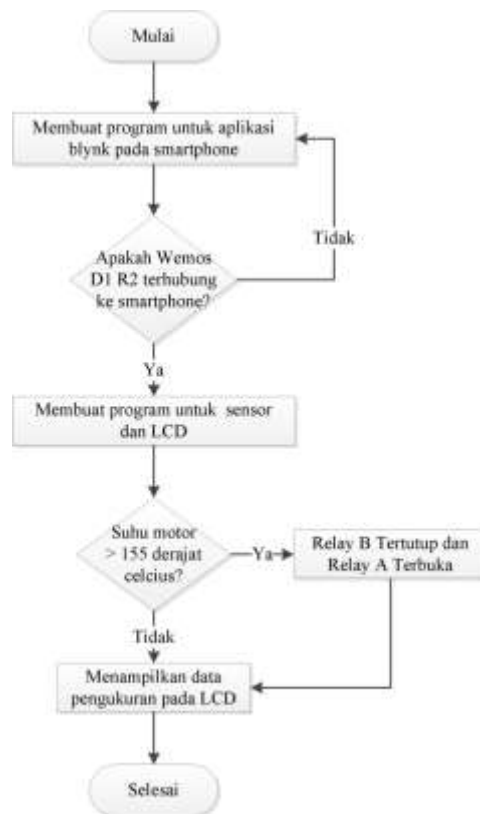 Mulai
Membuat program untuk aplikasi
blynk pada smartphone
Tidak
Apakah Wemos
D1 R2 terhubung
ke smartphone?
Ya
Membuat program untuk sensor
dan LCD
Suhu motor
> 155 derajat
celcius?
Ya
Relay B Tertutup dan
Relay A Terbuka
Tidak
Menampilkan data
pengukuran pada LCD
Selesai